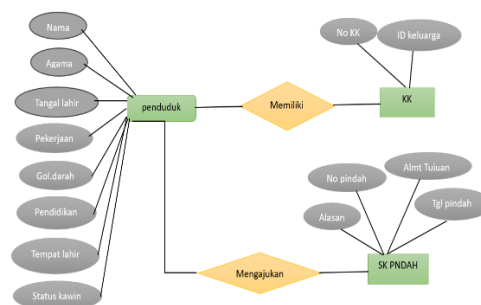 Nama
Agama
Tangal lahir
Pekerjaan
Gol.darah
Pendidikan
Tempat lahir
Status kawin
penduduk
Memiliki
No KK
ID keluarga
KK
Mengajukan
No pindah
Almt Tuiuan
Alasan
Tgl pindah
SK PNDAH